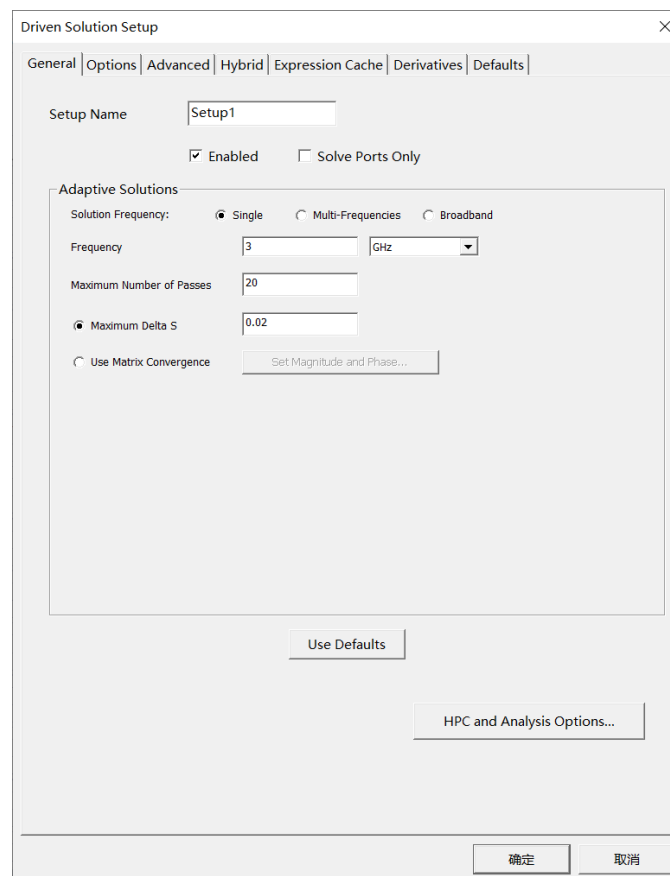 Driven Solution Setup
General Options Advanced Hybrid Expression Cache Derivatives Defaults
Setup Name Setup1
Enabled Solve Ports Only
Adaptive Solutions
Solution Frequency: Single Multi-Frequencies Broadband
Frequency 3 GHz
Maximum Number of Passes 20
Maximum Delta S 0.02
Use Matrix Convergence Set Magnitude and Phase...
Use Defaults
HPC and Analysis Options...
确定 取消